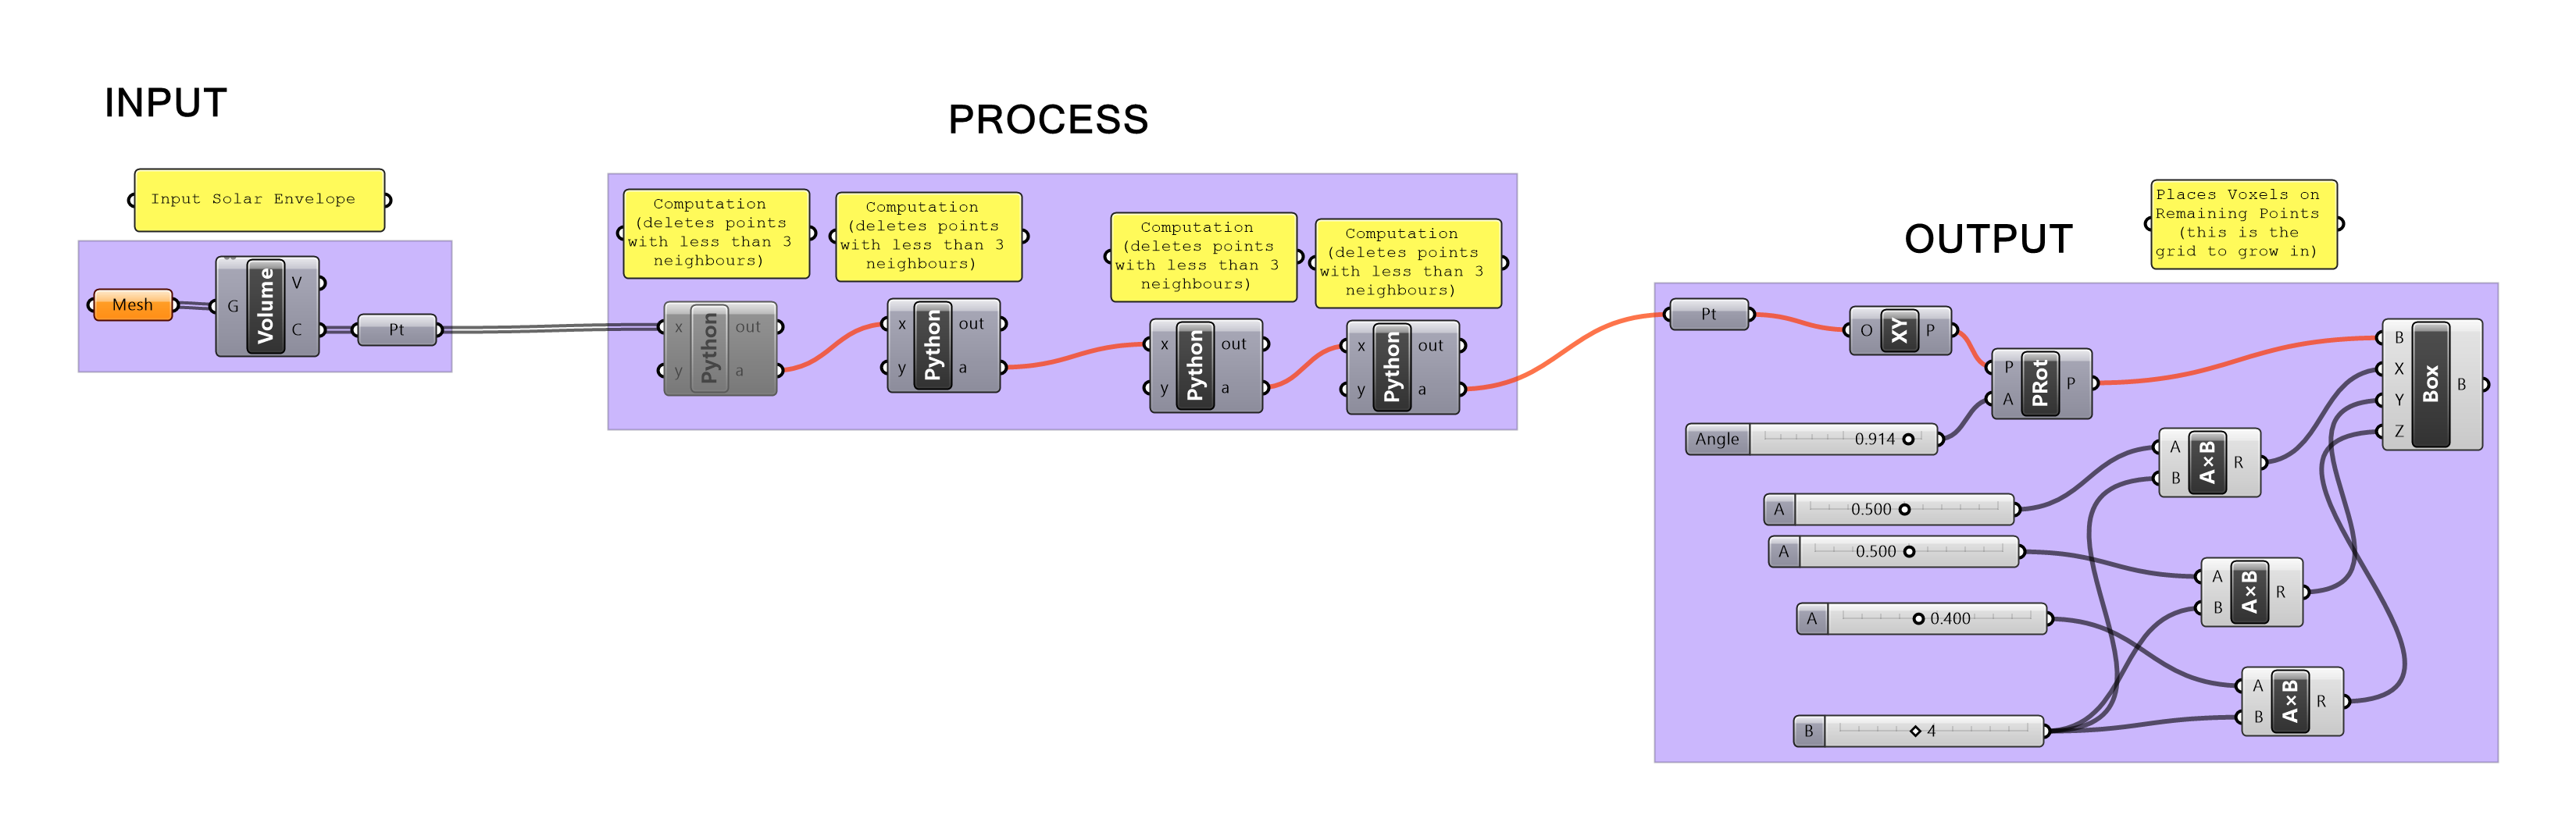 INPUT
PROCESS
OUTPUT
Input Solar Envelope
Mesh
G
Volume
V
C
Pt
Computation
(deletes points
with less than 3
neighbours)
x
y
Python
out
a
Computation
(deletes points
with less than 3
neighbours)
x
y
Python
out
a
Computation
(deletes points
with less than 3
neighbours)
x
y
Python
out
a
Computation
(deletes points
with less than 3
neighbours)
x
y
Python
out
a
Places Voxels on
Remaining Points
(this is the
grid to grow in)
Pt
O
XY
P
P
A
PRot
P
Angle
0.914
A
0.500
A
0.500
A
0.400
B
4
A
B
A×B
R
A
B
A×B
R
A
B
A×B
R
B
X
Y
Z
Box
B